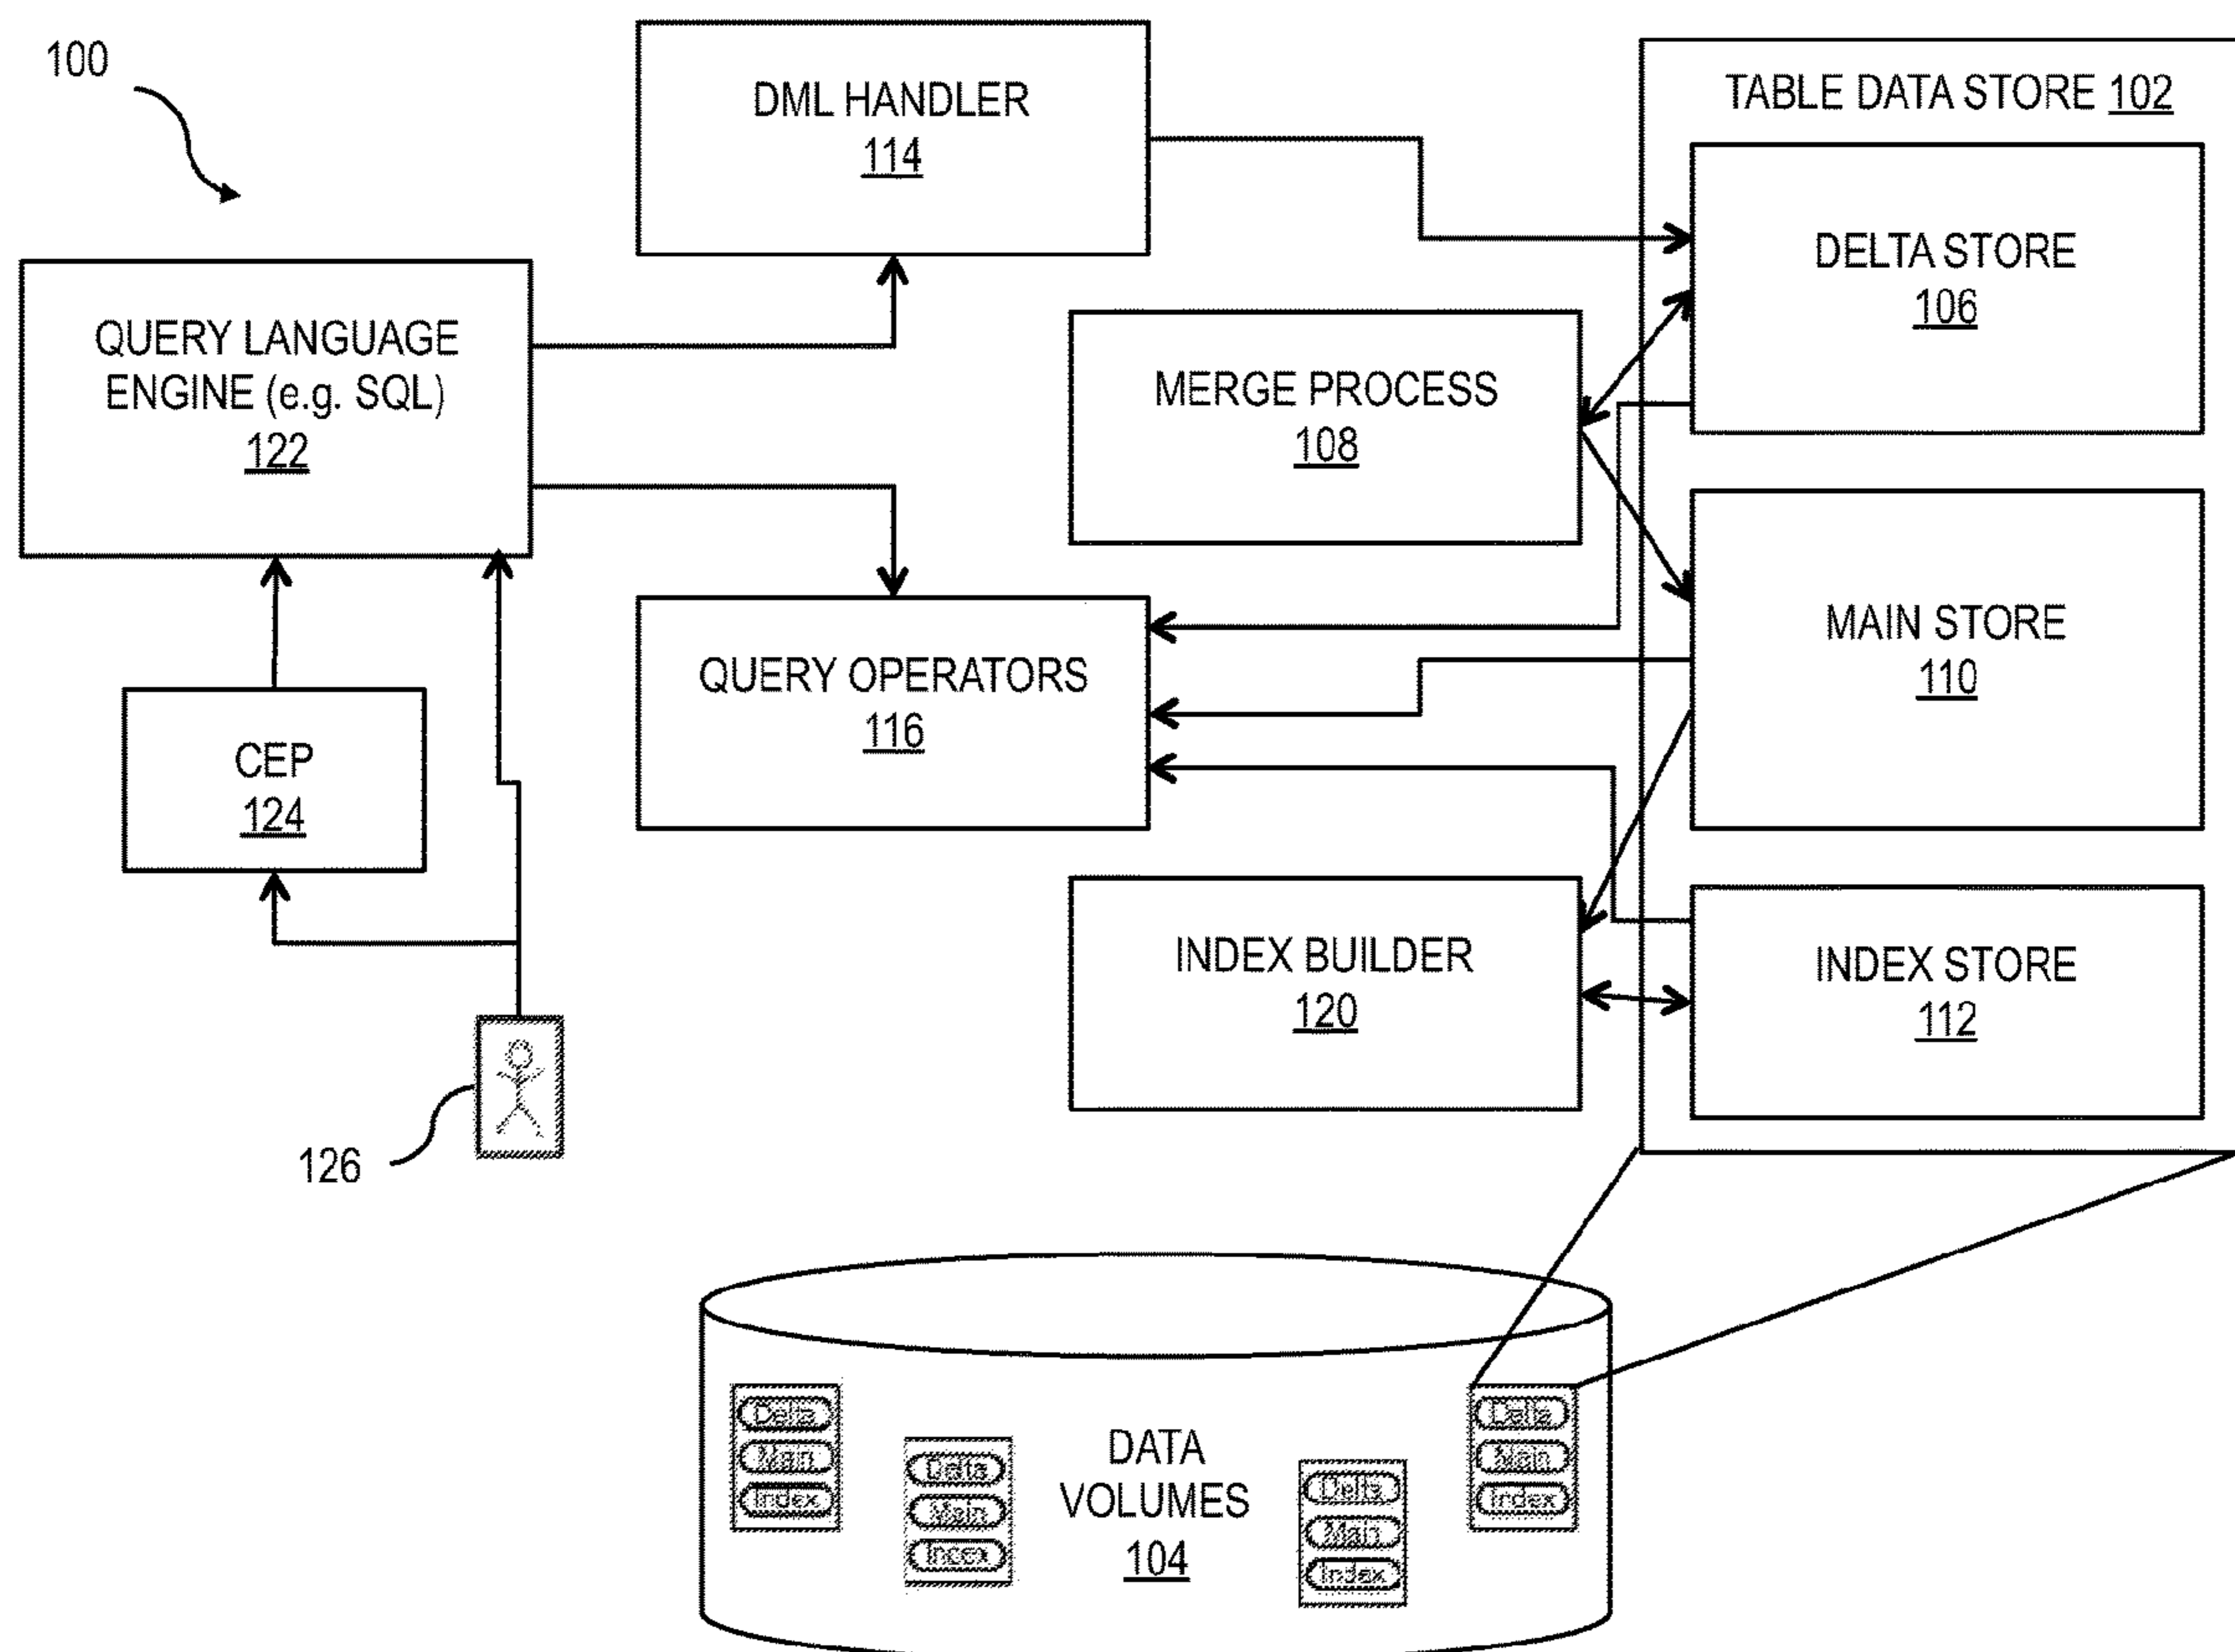 100
DML HANDLER
114
TABLE DATA STORE 102
DELTA STORE
106
QUERY LANGUAGE
ENGINE (e.g. SQL)
122
MERGE PROCESS
108
MAIN STORE
110
QUERY OPERATORS
116
CEP
124
INDEX BUILDER
120
INDEX STORE
112
126
DATA
VOLUMES
104
Delta
Main
Index
Delta
Main
Index
Delta
Main
Index
Delta
Main
Index